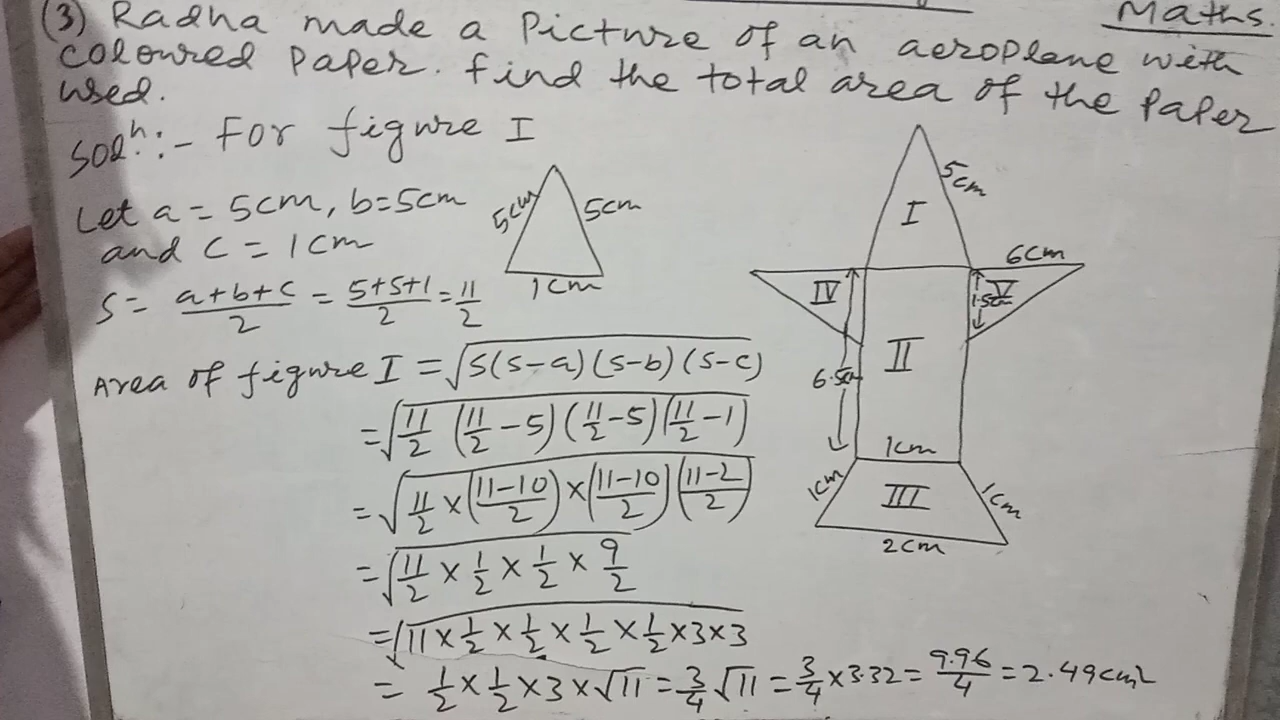 Maths.
(3) Radha made a Picture of an aeroplane with
coloured paper. find the total area of the Paper
used.
Solⁿ:- For figure I
Let a = 5cm, b=5cm
and c = 1cm
S = a+b+c/2 = 5+5+1/2 = 11/2
5cm
5cm
1cm
Area of figure I = √S(S-a)(S-b)(S-c)
= √11/2 (11/2 - 5)(11/2 - 5)(11/2 - 1)
= √11/2 × (11-10/2) × (11-10/2)(11-2/2)
= √11/2 × 1/2 × 1/2 × 9/2
= √11 × 1/2 × 1/2 × 1/2 × 1/2 × 3 × 3
= 1/2 × 1/2 × 3 × √11 = 3/4 √11 = 3/4 × 3.32 = 9.96/4 = 2.49cm²
5cm
I
6cm
IV
V
1.5cm
II
6.5cm
1cm
1cm
III
1cm
2cm